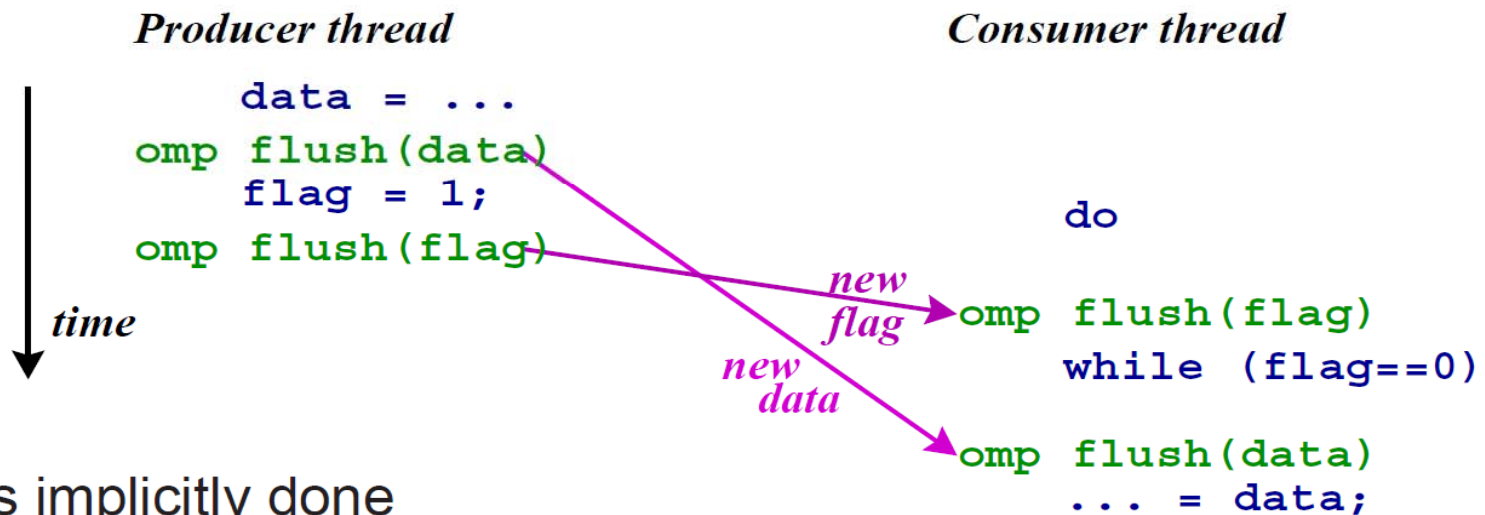 Producer thread
data = ...
omp flush(data)
flag = 1;
omp flush(flag)
time
Consumer thread
do
omp flush(flag)
while (flag==0)
omp flush(data)
... = data;
new
flag
new
data
s implicitly done